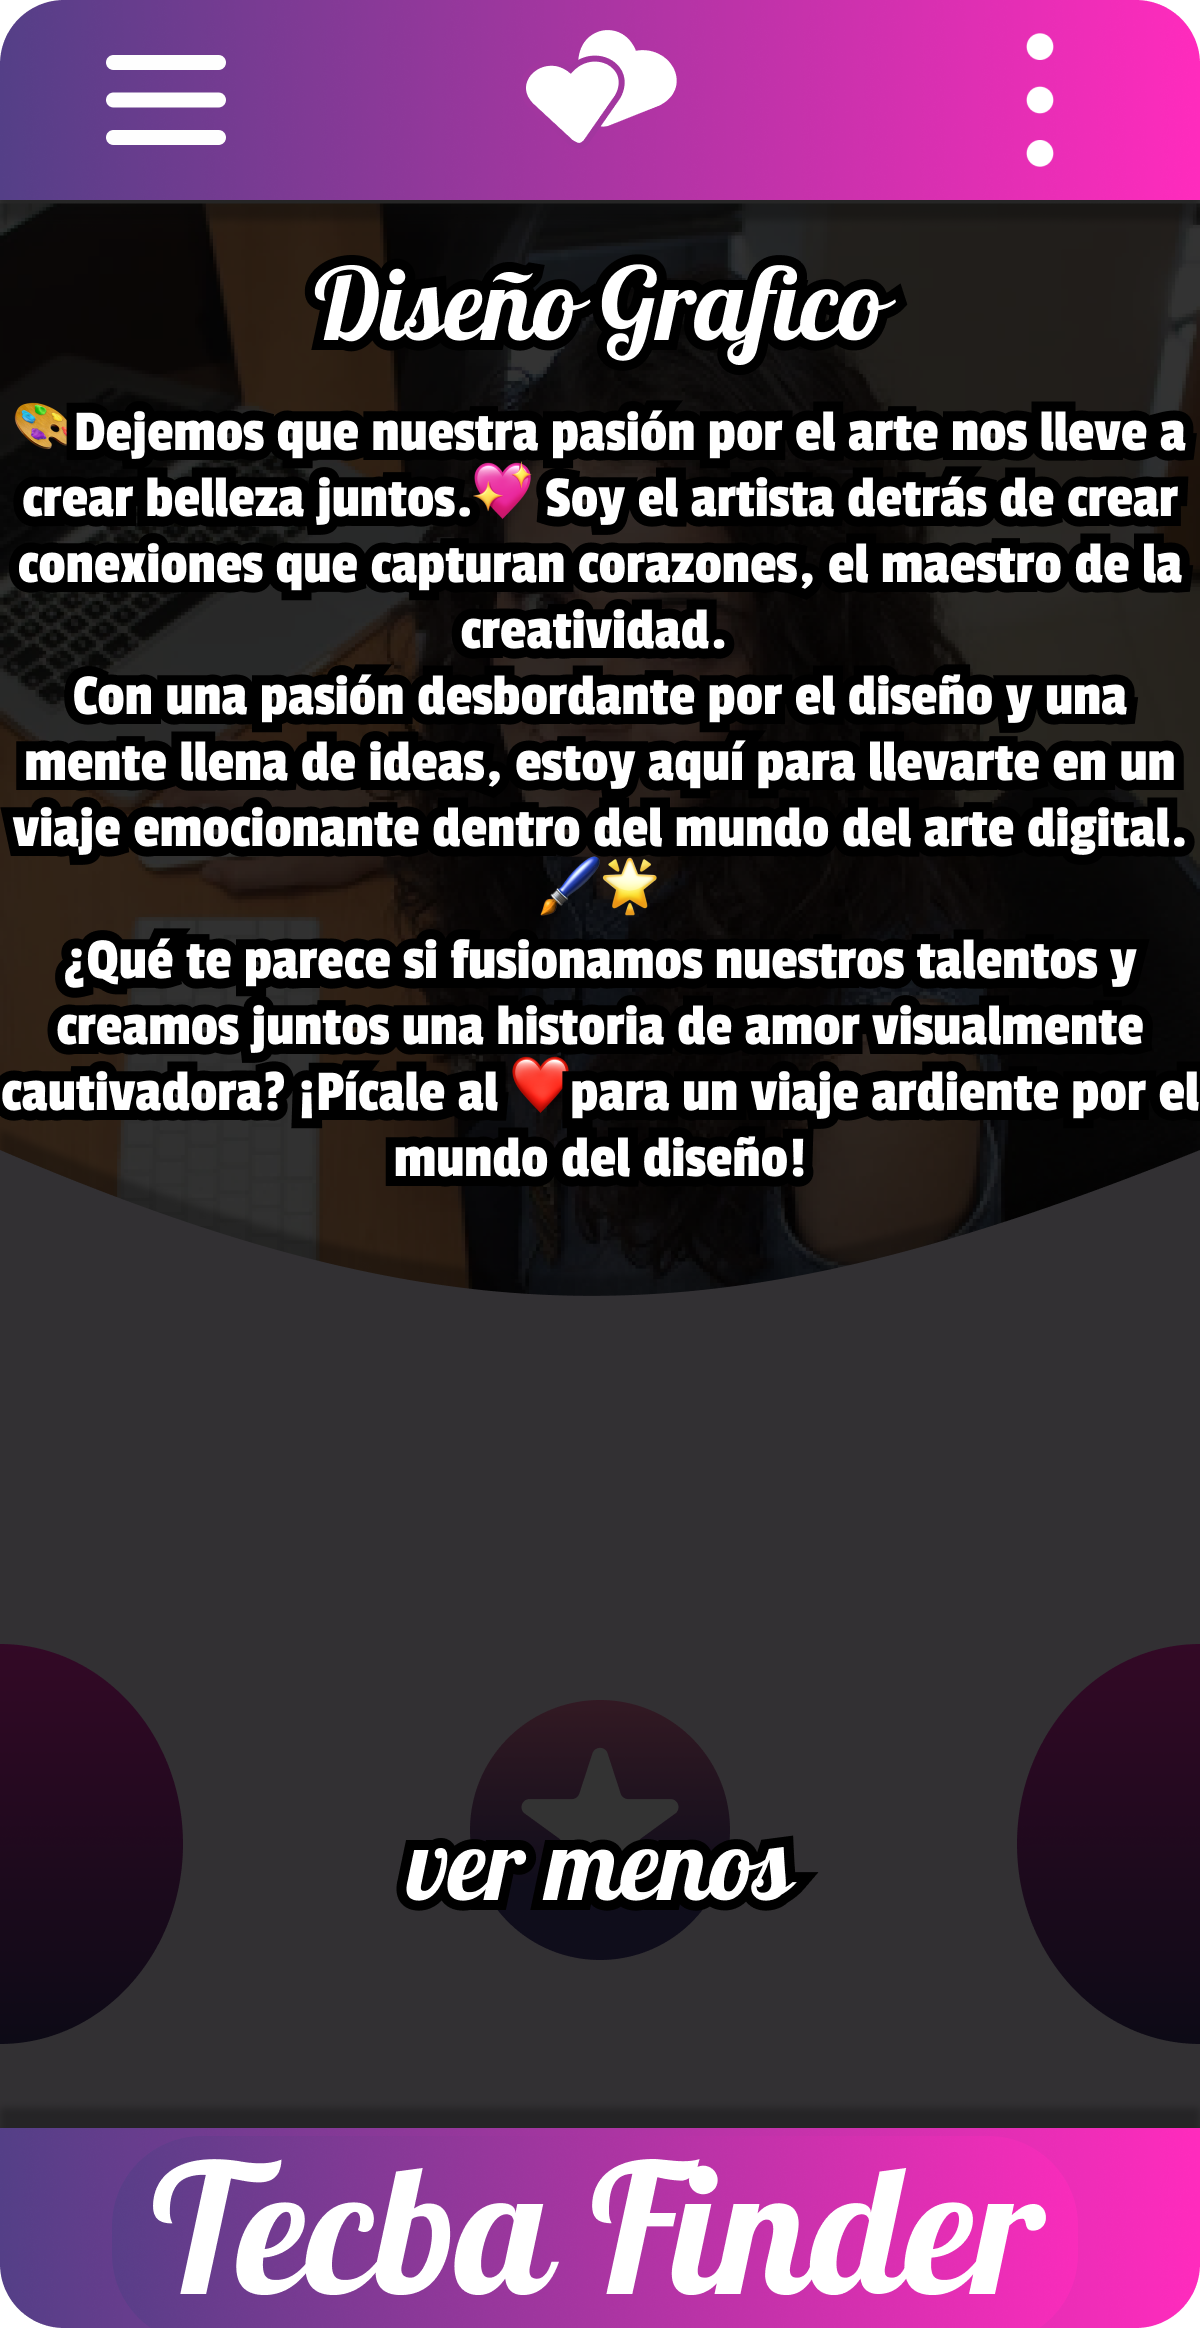 Diseño Grafico
🎨Dejemos que nuestra pasión por el arte nos lleve a
crear belleza juntos.💖 Soy el artista detrás de crear
conexiones que capturan corazones, el maestro de la
creatividad.
Con una pasión desbordante por el diseño y una
mente llena de ideas, estoy aquí para llevarte en un
viaje emocionante dentro del mundo del arte digital.
🖌️🌟
¿Qué te parece si fusionamos nuestros talentos y
creamos juntos una historia de amor visualmente
cautivadora? ¡Pícale al ❤️para un viaje ardiente por el
mundo del diseño!
ver menos
Tecba Finder